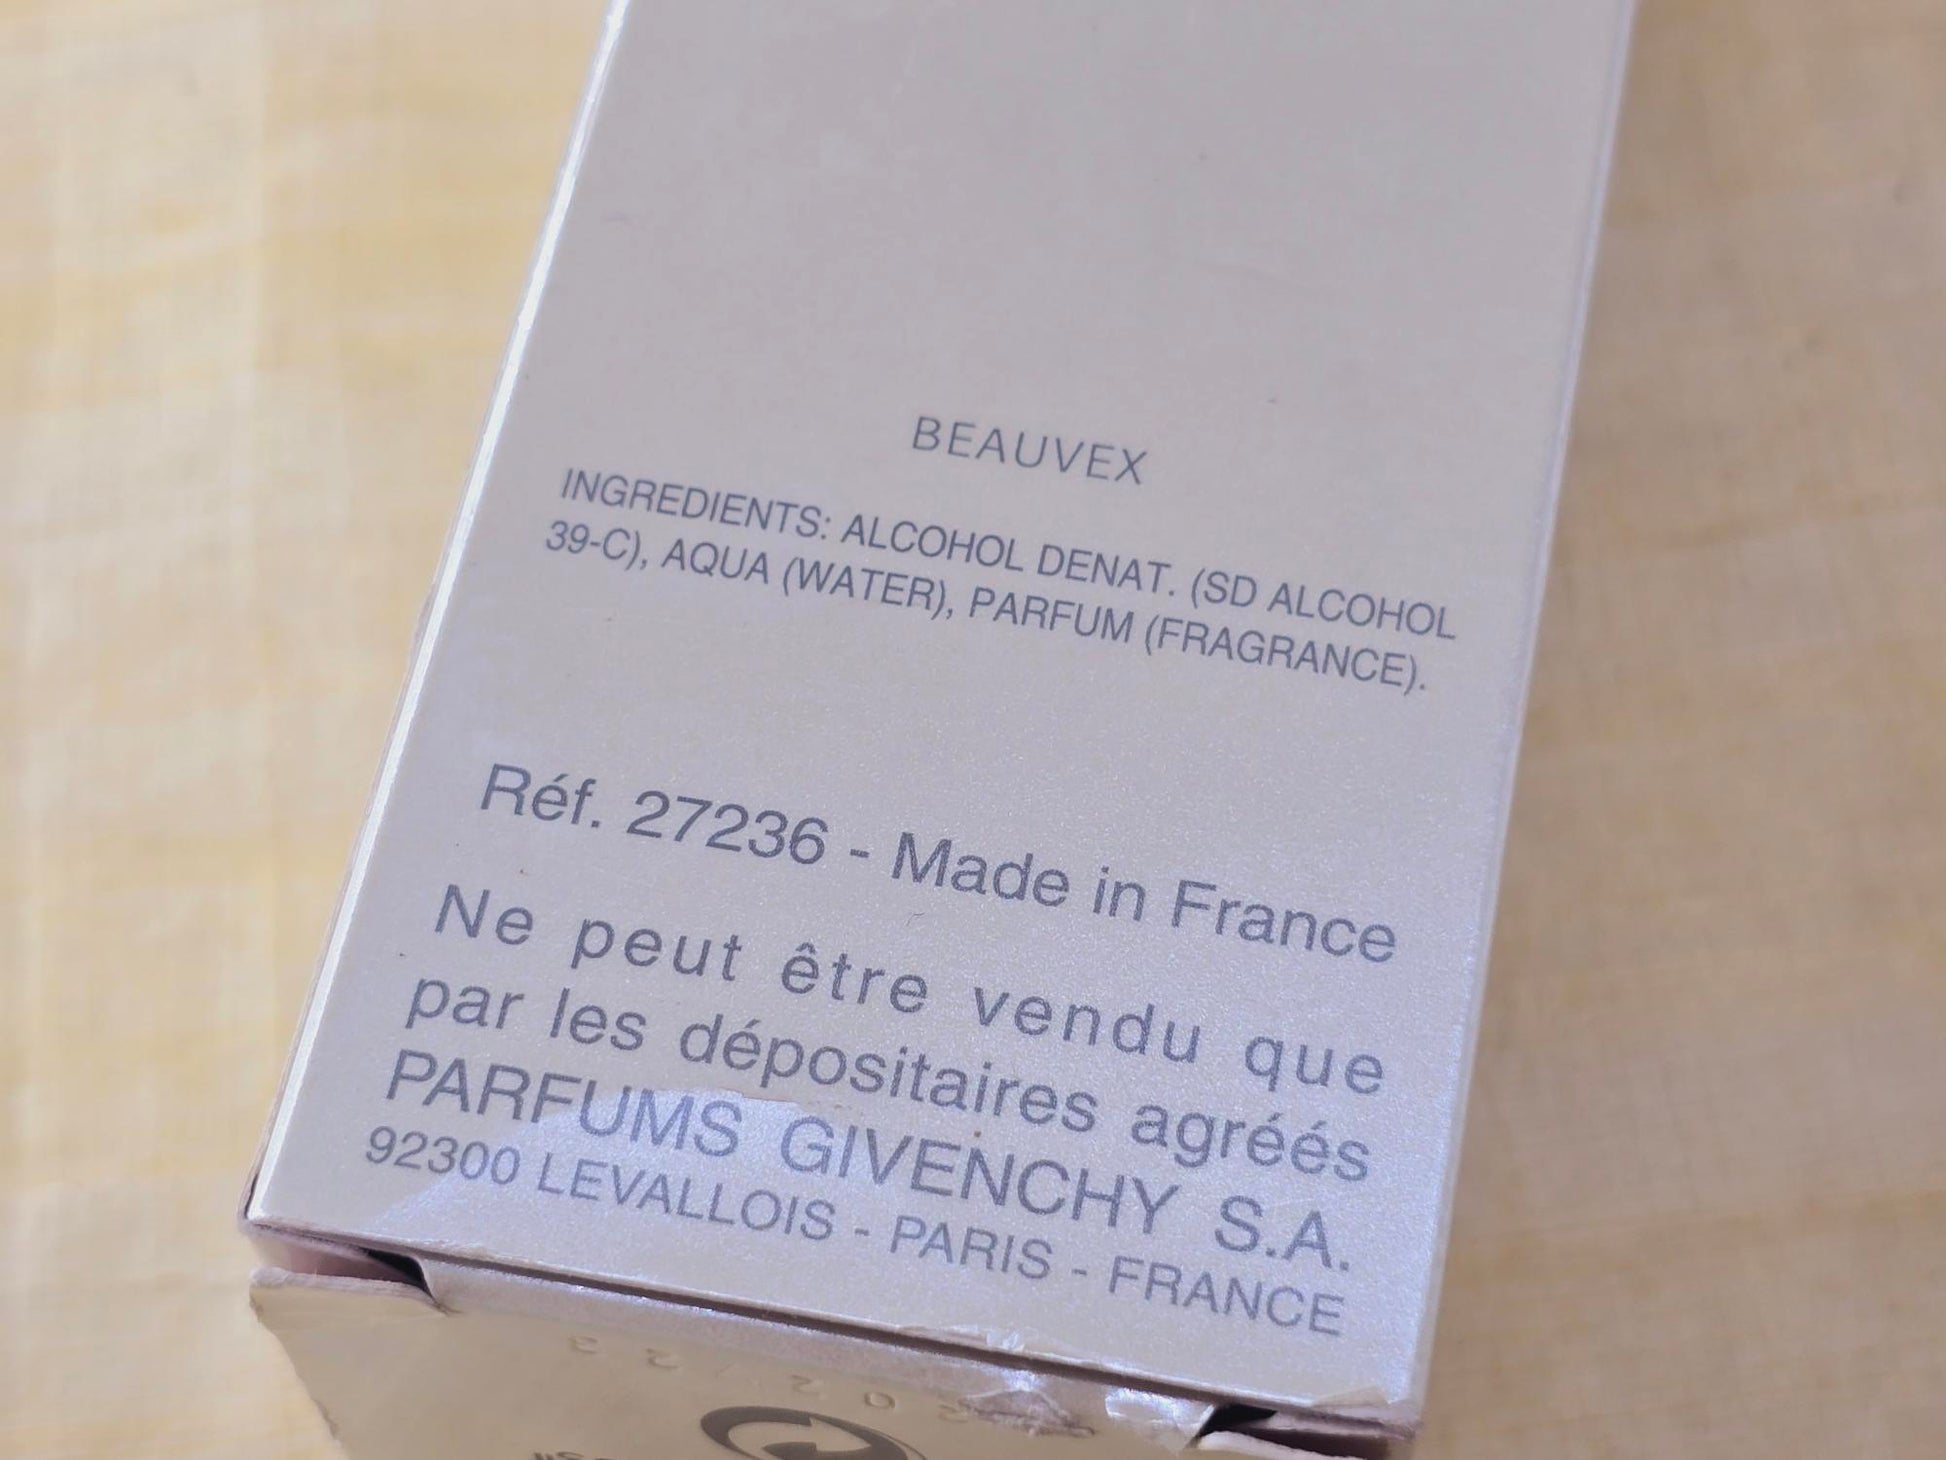 BEAUVEX
INGREDIENTS: ALCOHOL DENAT. (SD ALCOHOL
39-C), AQUA (WATER), PARFUM (FRAGRANCE).
Réf. 27236 - Made in France
Ne peut être vendu que
par les dépositaires agréés
PARFUMS GIVENCHY S.A.
92300 LEVALLOIS - PARIS - FRANCE